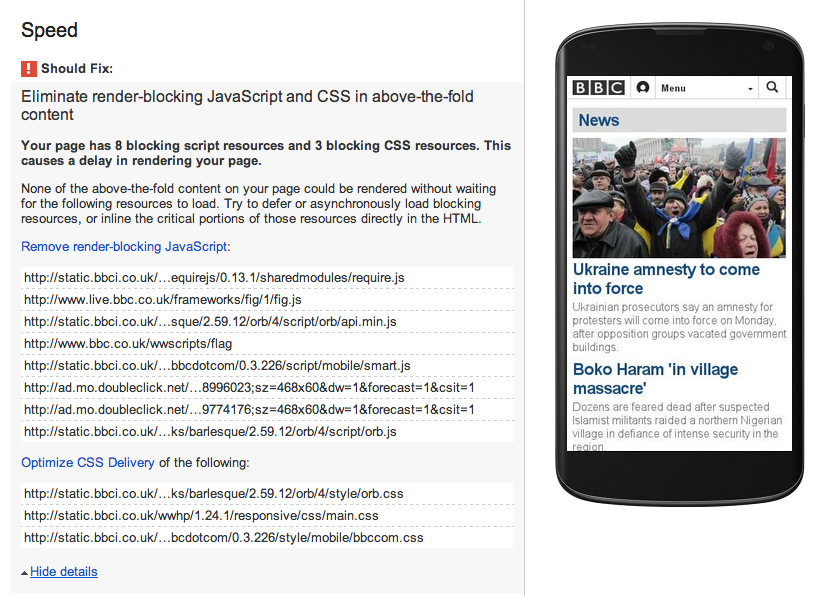 Speed
Should Fix:
Eliminate render-blocking JavaScript and CSS in above-the-fold
content
Your page has 8 blocking script resources and 3 blocking CSS resources. This
causes a delay in rendering your page.
None of the above-the-fold content on your page could be rendered without waiting
for the following resources to load. Try to defer or asynchronously load blocking
resources, or inline the critical portions of those resources directly in the HTML.
Remove render-blocking JavaScript:
http://static.bbci.co.uk/…equirejs/0.13.1/sharedmodules/require.js
http://www.live.bbc.co.uk/frameworks/fig/1/fig.js
http://static.bbci.co.uk/…sque/2.59.12/orb/4/script/orb/api.min.js
http://www.bbc.co.uk/wwscripts/flag
http://static.bbci.co.uk/…bbcdotcom/0.3.226/script/mobile/smart.js
http://ad.mo.doubleclick.net/…8996023;sz=468x60&dw=1&forecast=1&csit=1
http://ad.mo.doubleclick.net/…9774176;sz=468x60&dw=1&forecast=1&csit=1
http://static.bbci.co.uk/…ks/barlesque/2.59.12/orb/4/script/orb.js
Optimize CSS Delivery of the following:
http://static.bbci.co.uk/…ks/barlesque/2.59.12/orb/4/style/orb.css
http://static.bbci.co.uk/wwhp/1.24.1/responsive/css/main.css
http://static.bbci.co.uk/…bcdotcom/0.3.226/style/mobile/bbccom.css
Hide details
BBC Menu
News
Ukraine amnesty to come
into force
Ukrainian prosecutors say an amnesty for
protesters will come into force on Monday,
after opposition groups vacated government
buildings.
Boko Haram 'in village
massacre'
Dozens are feared dead after suspected
Islamist militants raided a northern Nigerian
village in defiance of intense security in the
region.